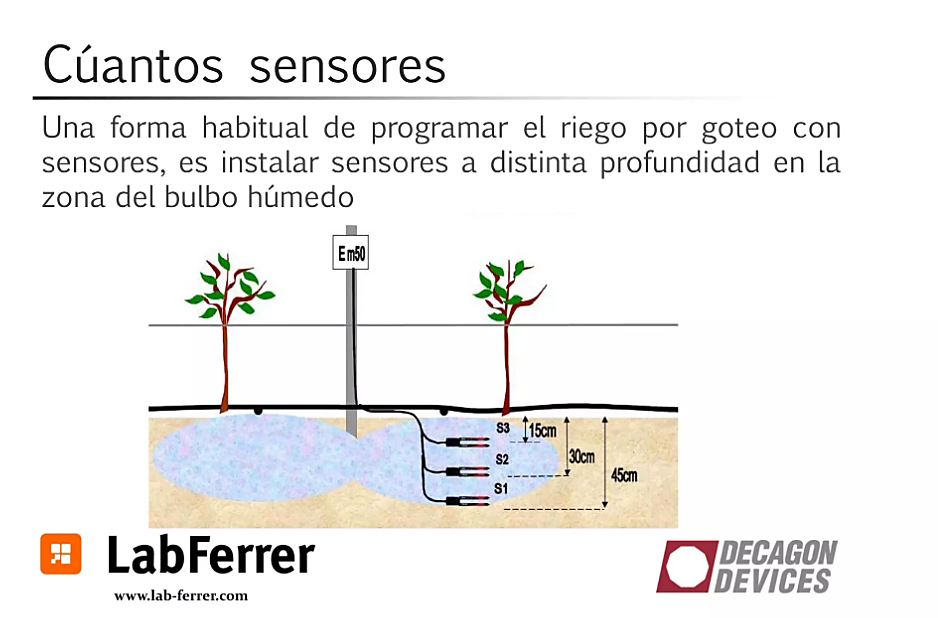 Cúantos sensores
Una forma habitual de programar el riego por goteo con
sensores, es instalar sensores a distinta profundidad en la
zona del bulbo húmedo
Em50
S3
15cm
S2
30cm
S1
45cm
LabFerrer
www.lab-ferrer.com
DECAGON
DEVICES